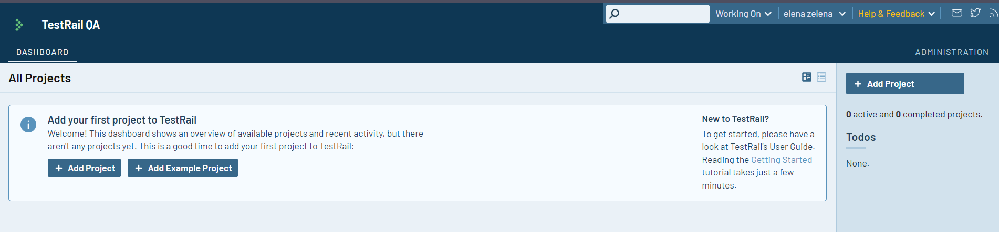 TestRail QA
Working On
elena zelena
Help & Feedback
DASHBOARD
ADMINISTRATION
All Projects
Add your first project to TestRail
Welcome! This dashboard shows an overview of available projects and recent activity, but there
aren't any projects yet. This is a good time to add your first project to TestRail:
+ Add Project
+ Add Example Project
New to TestRail?
To get started, please have a
look at TestRail's User Guide.
Reading the Getting Started
tutorial takes just a few
minutes.
+ Add Project
0 active and 0 completed projects.
Todos
None.